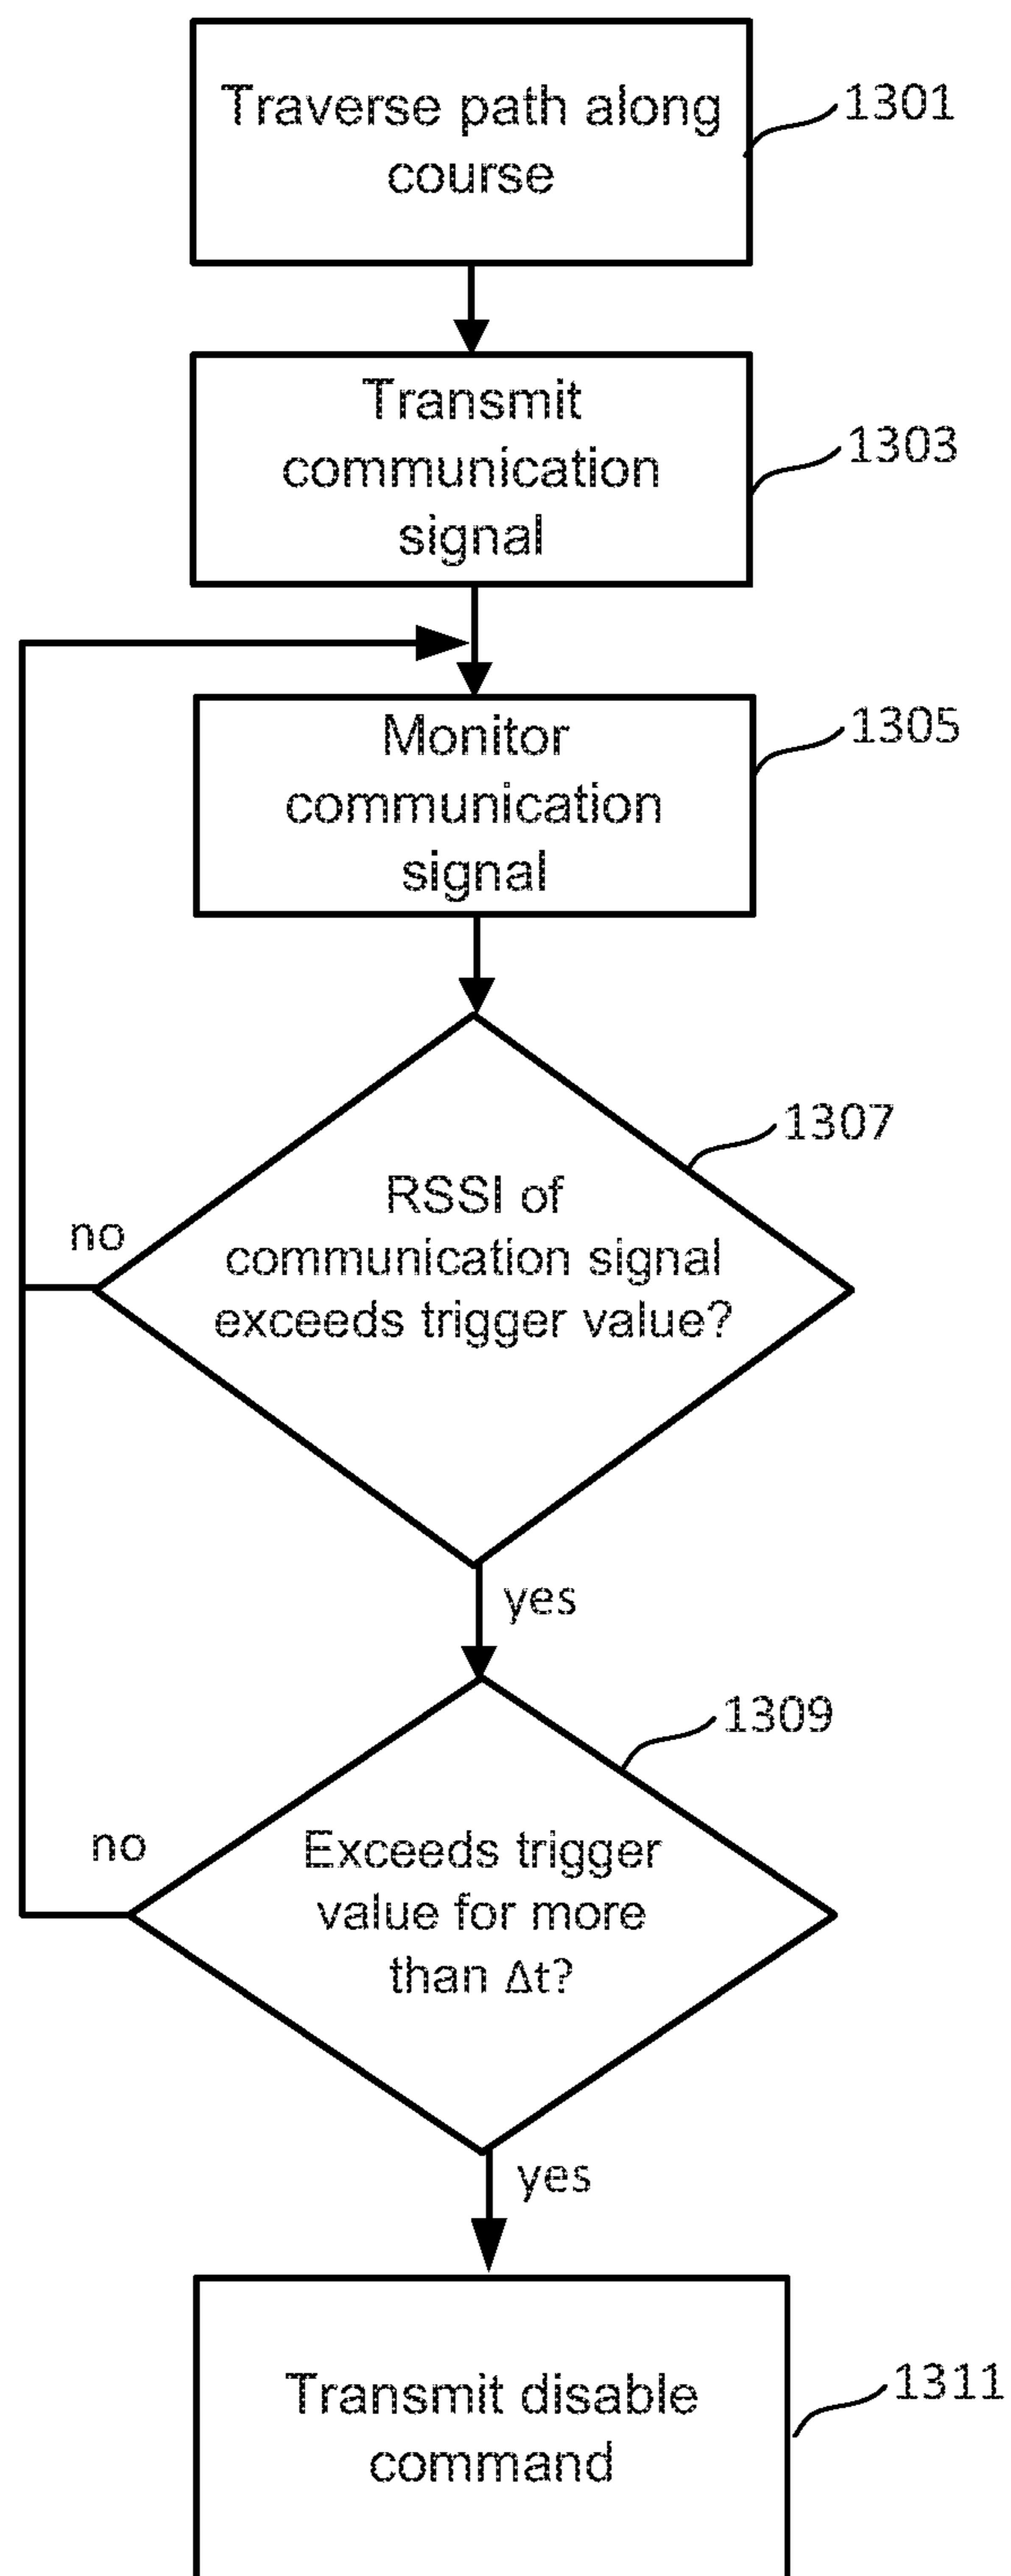 Traverse path along
course
1301
Transmit
communication
signal
1303
Monitor
communication
signal
1305
RSSI of
communication signal
exceeds trigger value?
1307
no
yes
Exceeds trigger
value for more
than Δt?
1309
no
yes
Transmit disable
command
1311